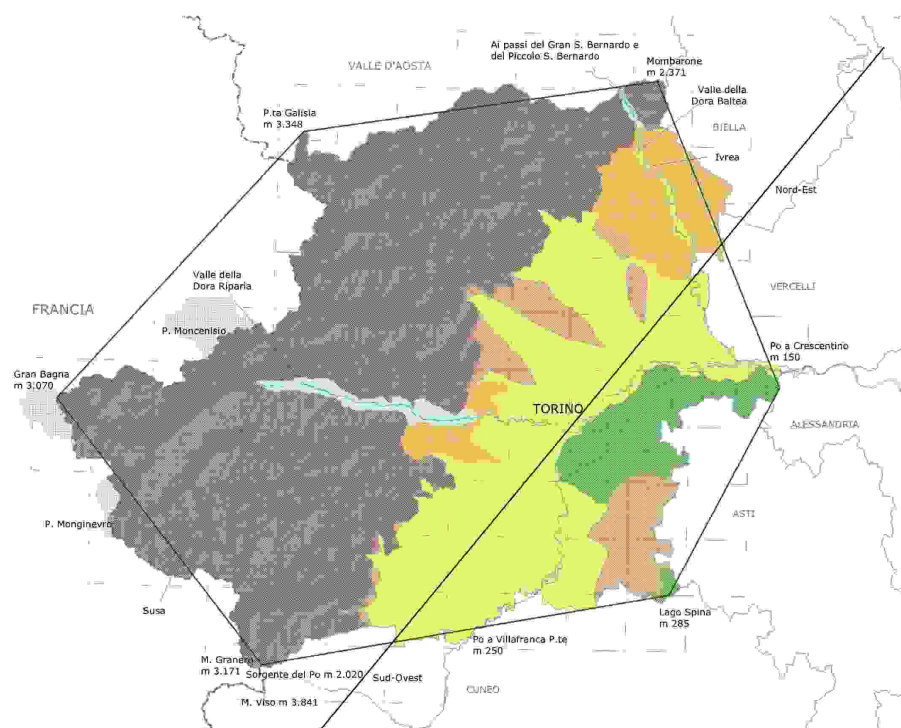 Ai passi del Gran S. Bernardo e
del Piccolo S. Bernardo
Mombarone
m 2.371
VALLE D'AOSTA
Valle della
Dora Baltea
P.ta Galisia
m 3.348
BIELLA
Ivrea
Nord-Est
Valle della
Dora Riparia
VERCELLI
FRANCIA
P. Moncenisio
Po a Crescentino
m 150
Gran Bagna
m 3.070
TORINO
ALESSANDRIA
ASTI
P. Monginevro
Susa
Lago Spina
m 285
Po a Villafranca P.te
m 250
M. Granero
m 3.171
Sorgente del Po m 2.020
Sud-Ovest
CUNEO
M. Viso m 3.841